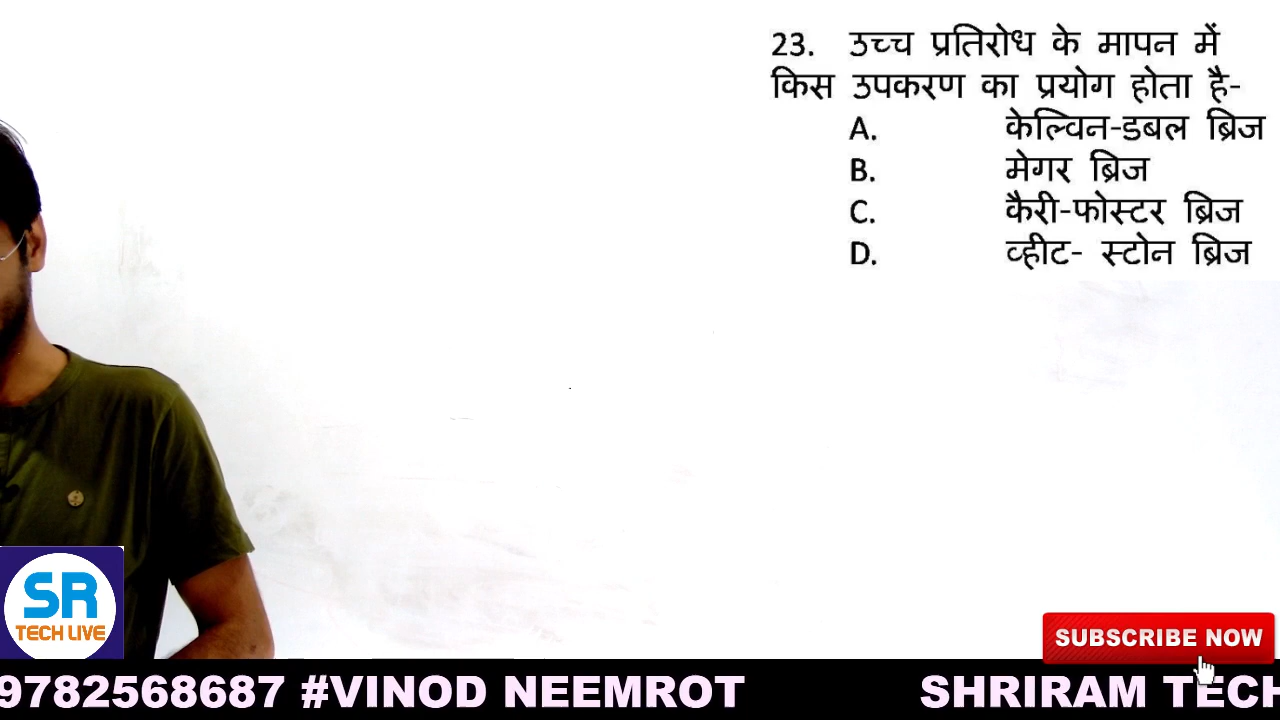 23. उच्च प्रतिरोध के मापन में
किस उपकरण का प्रयोग होता है-
A. केल्विन-डबल ब्रिज
B. मेगर ब्रिज
C. कैरी-फोस्टर ब्रिज
D. व्हीट- स्टोन ब्रिज
SR
TECH LIVE
SUBSCRIBE NOW
9782568687 #VINOD NEEMROT SHRIRAM TECH